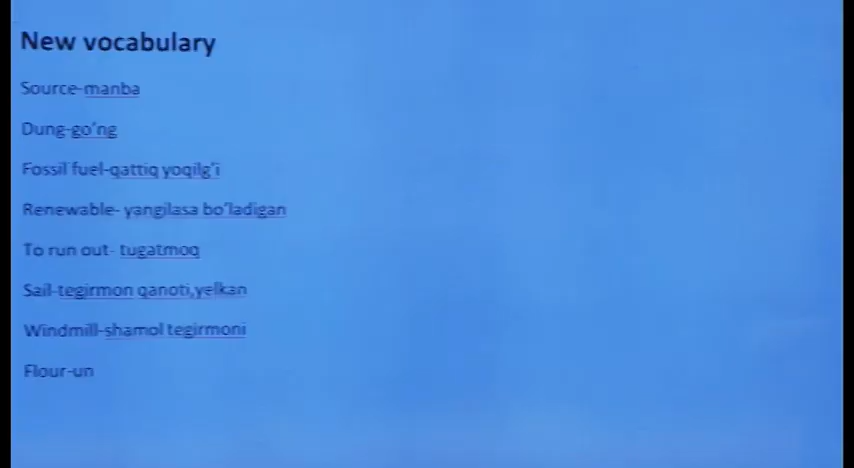 New vocabulary
Source-manba
Dung-go‘ng
Fossil fuel-qattiq yoqilg‘i
Renewable- yangilasa bo‘ladigan
To run out- tugatmoq
Sail-tegirmon qanoti,yelkan
Windmill-shamol tegirmoni
Flour-un